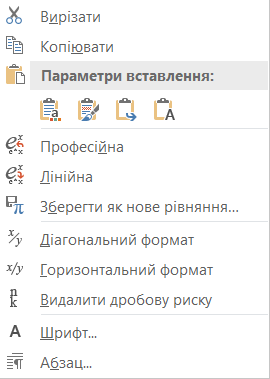 Вирізати
Копіювати
Параметри вставлення:
Професійна
Лінійна
Зберегти як нове рівняння...
Діагональний формат
Горизонтальний формат
Видалити дробову риску
Шрифт...
Абзац...